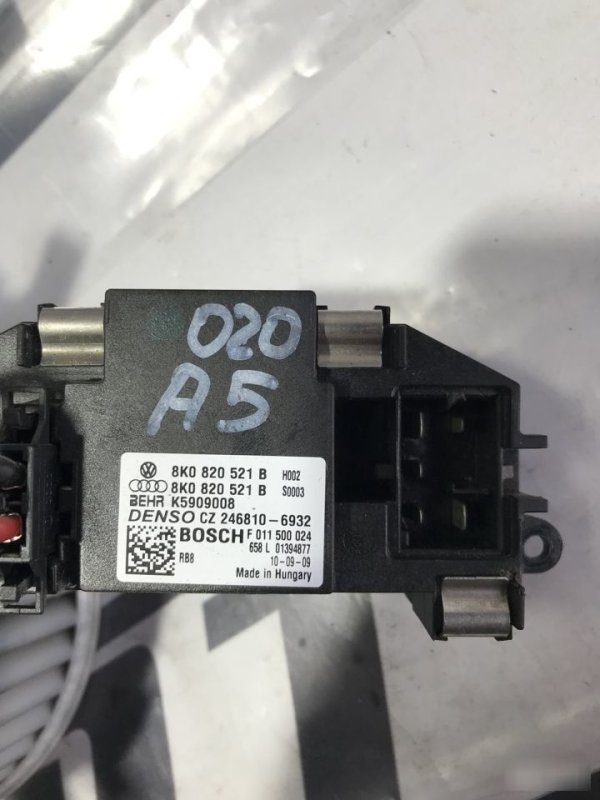 020
A5
8K0 820 521 B H002
8K0 820 521 B S0003
BEHR K5909008
DENSO CZ 246810-6932
BOSCH F 011 500 024
658 L 01394877
RB8 10-09-09
Made in Hungary